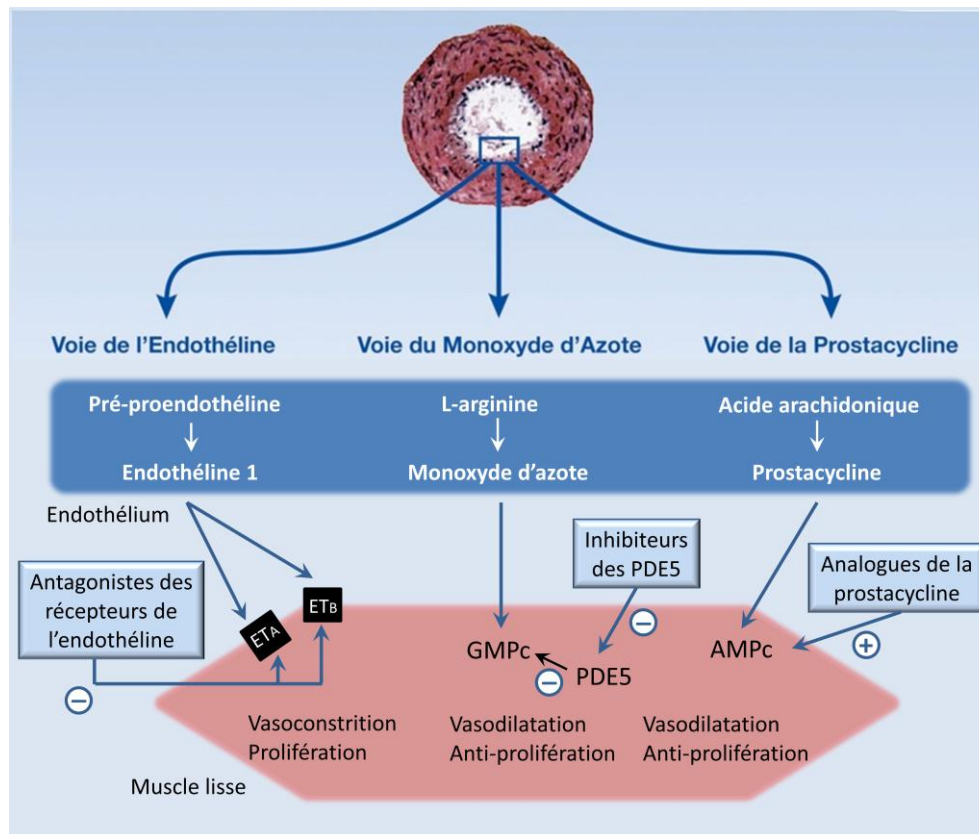 Voie de l'Endothéline
Voie du Monoxyde d'Azote
Voie de la Prostacycline
Pré-proendothéline
L-arginine
Acide arachidonique
Endothéline 1
Monoxyde d'azote
Prostacycline
Endothélium
Inhibiteurs
des PDE5
Antagonistes des
récepteurs de
l'endothéline
Analogues de la
prostacycline
ETA
ETB
GMPc
PDE5
AMPc
−
−
−
+
Vasoconstrition
Prolifération
Vasodilatation
Anti-prolifération
Vasodilatation
Anti-prolifération
Muscle lisse